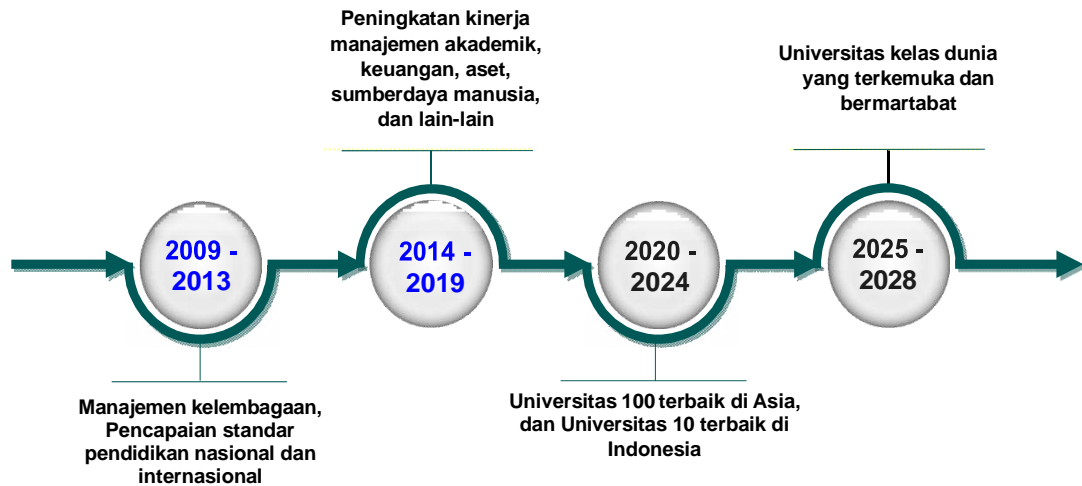 Peningkatan kinerja
manajemen akademik,
keuangan, aset,
sumberdaya manusia,
dan lain-lain
Universitas kelas dunia
yang terkemuka dan
bermartabat
2009 -
2013
2014 -
2019
2020 -
2024
2025 -
2028
Manajemen kelembagaan,
Pencapaian standar
pendidikan nasional dan
internasional
Universitas 100 terbaik di Asia,
dan Universitas 10 terbaik di
Indonesia